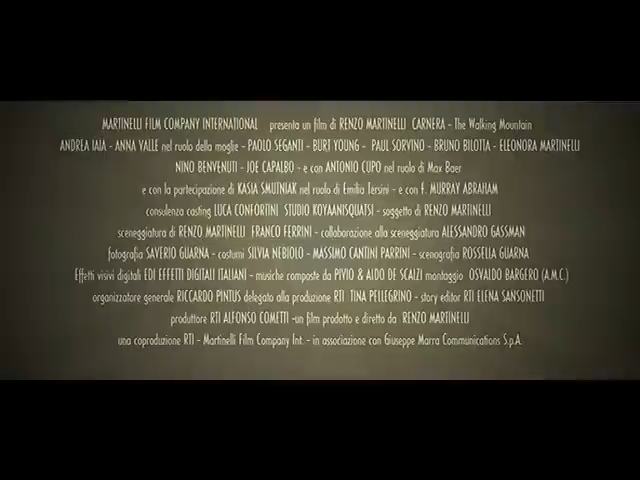 MARTINELLI FILM COMPANY INTERNATIONAL presenta un film di RENZO MARTINELLI CARNERA - The Walking Mountain
ANDREA IAIA - ANNA VALLE nel ruolo della moglie - PAOLO SEGANTI - BURT YOUNG - PAUL SORVINO - BRUNO BILOTTA - ELEONORA MARTINELLI
NINO BENVENUTI - JOE CAPALBO - e con ANTONIO CUPO nel ruolo di Max Baer
e con la partecipazione di KASIA SMUTNIAK nel ruolo di Emilia Tersini - e con F. MURRAY ABRAHAM
consulenza casting LUCA CONFORTINI STUDIO KOYAANISQUATSI - soggetto di RENZO MARTINELLI
sceneggiatura di RENZO MARTINELLI FRANCO FERRINI - collaborazione alla sceneggiatura ALESSANDRO GASSMAN
fotografia SAVERIO GUARNA - costumi SILVIA NEBIOLO - MASSIMO CANTINI PARRINI - scenografia ROSSELLA GUARNA
Effetti visivi digitali EDI EFFETTI DIGITALI ITALIANI - musiche composte da PIVIO & ALDO DE SCALZI montaggio OSVALDO BARGERO (A.M.C.)
organizzatore generale RICCARDO PINTUS delegato alla produzione RTI TINA PELLEGRINO - story editor RTI ELENA SANSONETTI
produttore RTI ALFONSO COMETTI -un film prodotto e diretto da RENZO MARTINELLI
una coproduzione RTI - Martinelli Film Company Int. - in associazione con Giuseppe Marra Communications S.p.A.